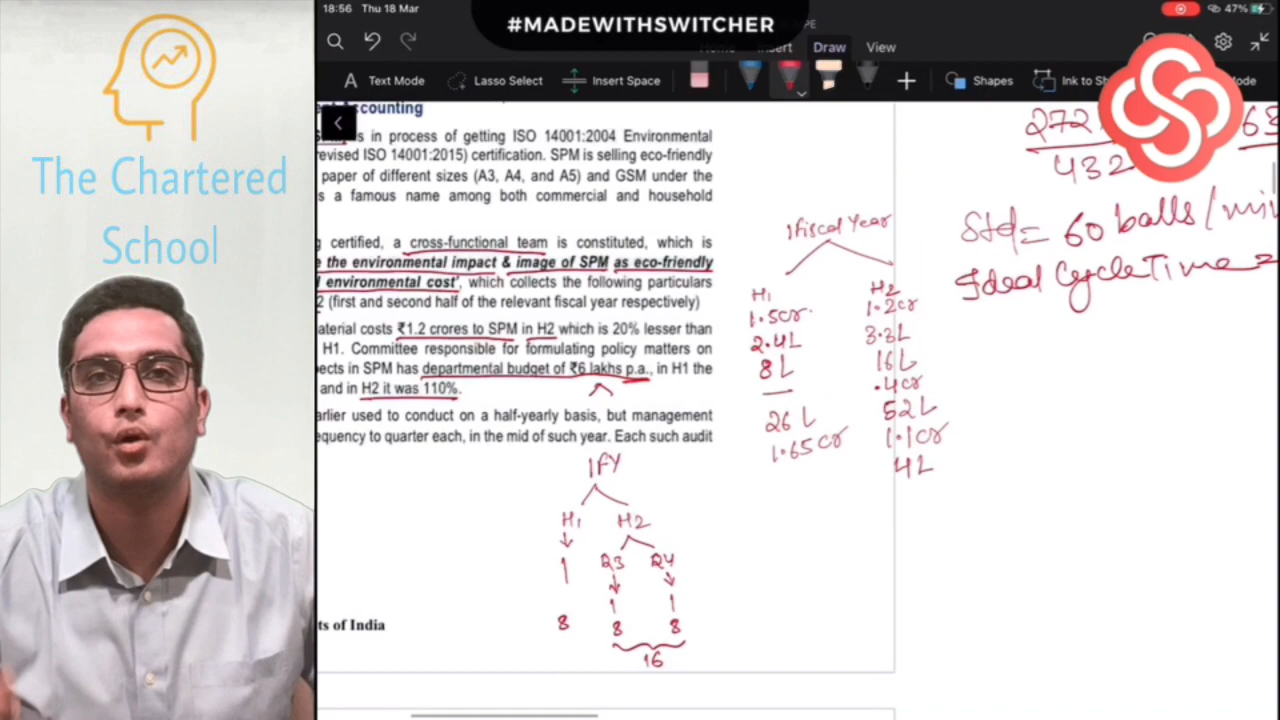 18:56 Thu 18 Mar
#MADEWITHSWITCHER
47%
Insert Draw View
Text Mode Lasso Select Insert Space Shapes Ink to
The Chartered
School
Accounting
is in process of getting ISO 14001:2004 Environmental
revised ISO 14001:2015) certification. SPM is selling eco-friendly
paper of different sizes (A3, A4, and A5) and GSM under the
s a famous name among both commercial and household
g certified, a cross-functional team is constituted, which is
e the environmental impact & image of SPM as eco-friendly
l environmental cost', which collects the following particulars
2 (first and second half of the relevant fiscal year respectively)
aterial costs ₹1.2 crores to SPM in H2 which is 20% lesser than
H1. Committee responsible for formulating policy matters on
pects in SPM has departmental budget of ₹6 lakhs p.a., in H1 the
and in H2 it was 110%.
arlier used to conduct on a half-yearly basis, but management
equency to quarter each, in the mid of such year. Each such audit
ts of India
1FY
H1 H2
1 Q3 Q4
1 1
8 8 8
16
1 Fiscal Year
H1 H2
1.5cr. 1.2cr
2.4L 3.3L
8L 16L
— .4cr
26L 52L
1.65cr 1.1cr
4L
272
432
Std = 60 balls/min
Ideal Cycle Time =